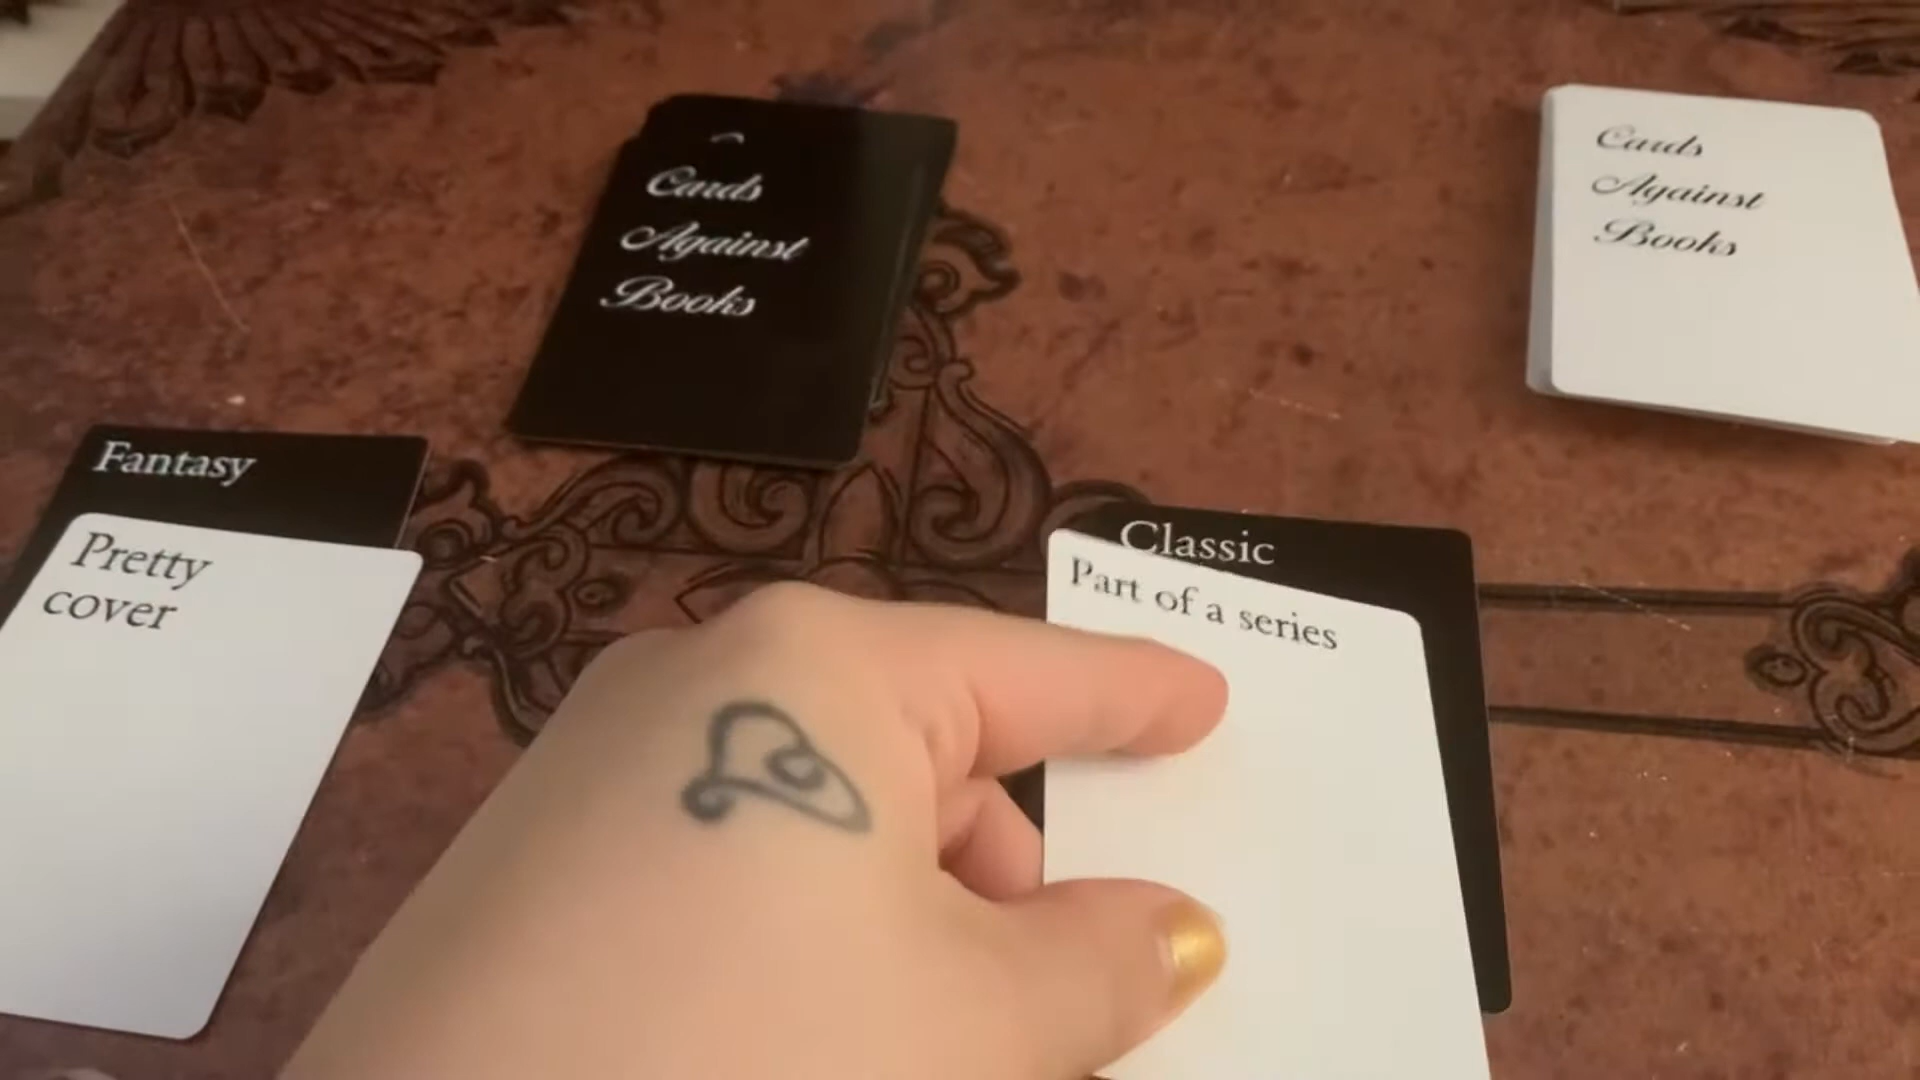 Cards
Against
Books
Cards
Against
Books
Fantasy
Pretty
cover
Classic
Part of a series